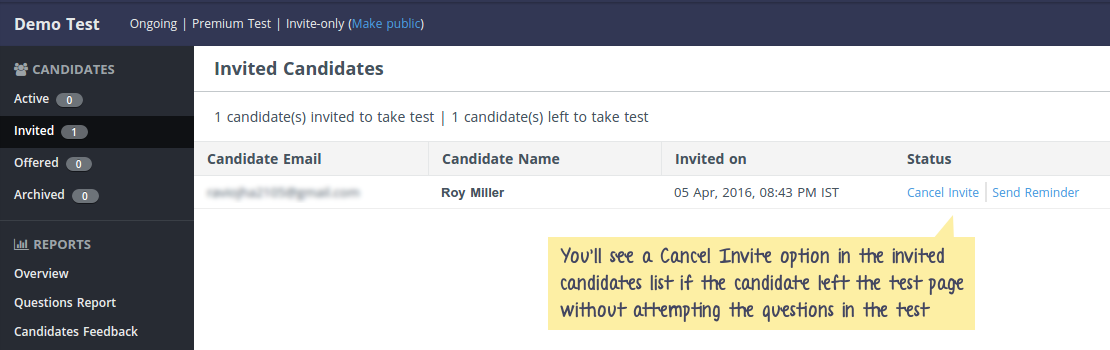 Demo Test Ongoing | Premium Test | Invite-only (Make public)
CANDIDATES
Active 0
Invited 1
Offered 0
Archived 0
REPORTS
Overview
Questions Report
Candidates Feedback
Invited Candidates
1 candidate(s) invited to take test | 1 candidate(s) left to take test
Candidate Email Candidate Name Invited on Status
Roy Miller 05 Apr, 2016, 08:43 PM IST Cancel Invite Send Reminder
You'll see a Cancel Invite option in the invited
candidates list if the candidate left the test page
without attempting the questions in the test